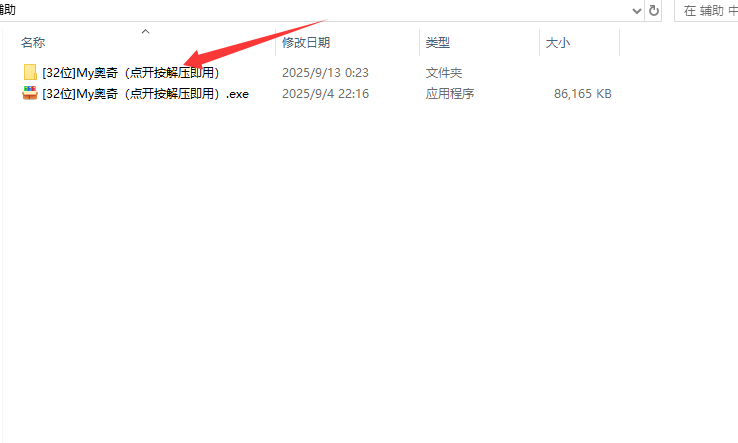 辅助
在 辅助 中
名称 修改日期 类型 大小
[32位]My奥奇（点开按解压即用） 2025/9/13 0:23 文件夹
[32位]My奥奇（点开按解压即用）.exe 2025/9/4 22:16 应用程序 86,165 KB